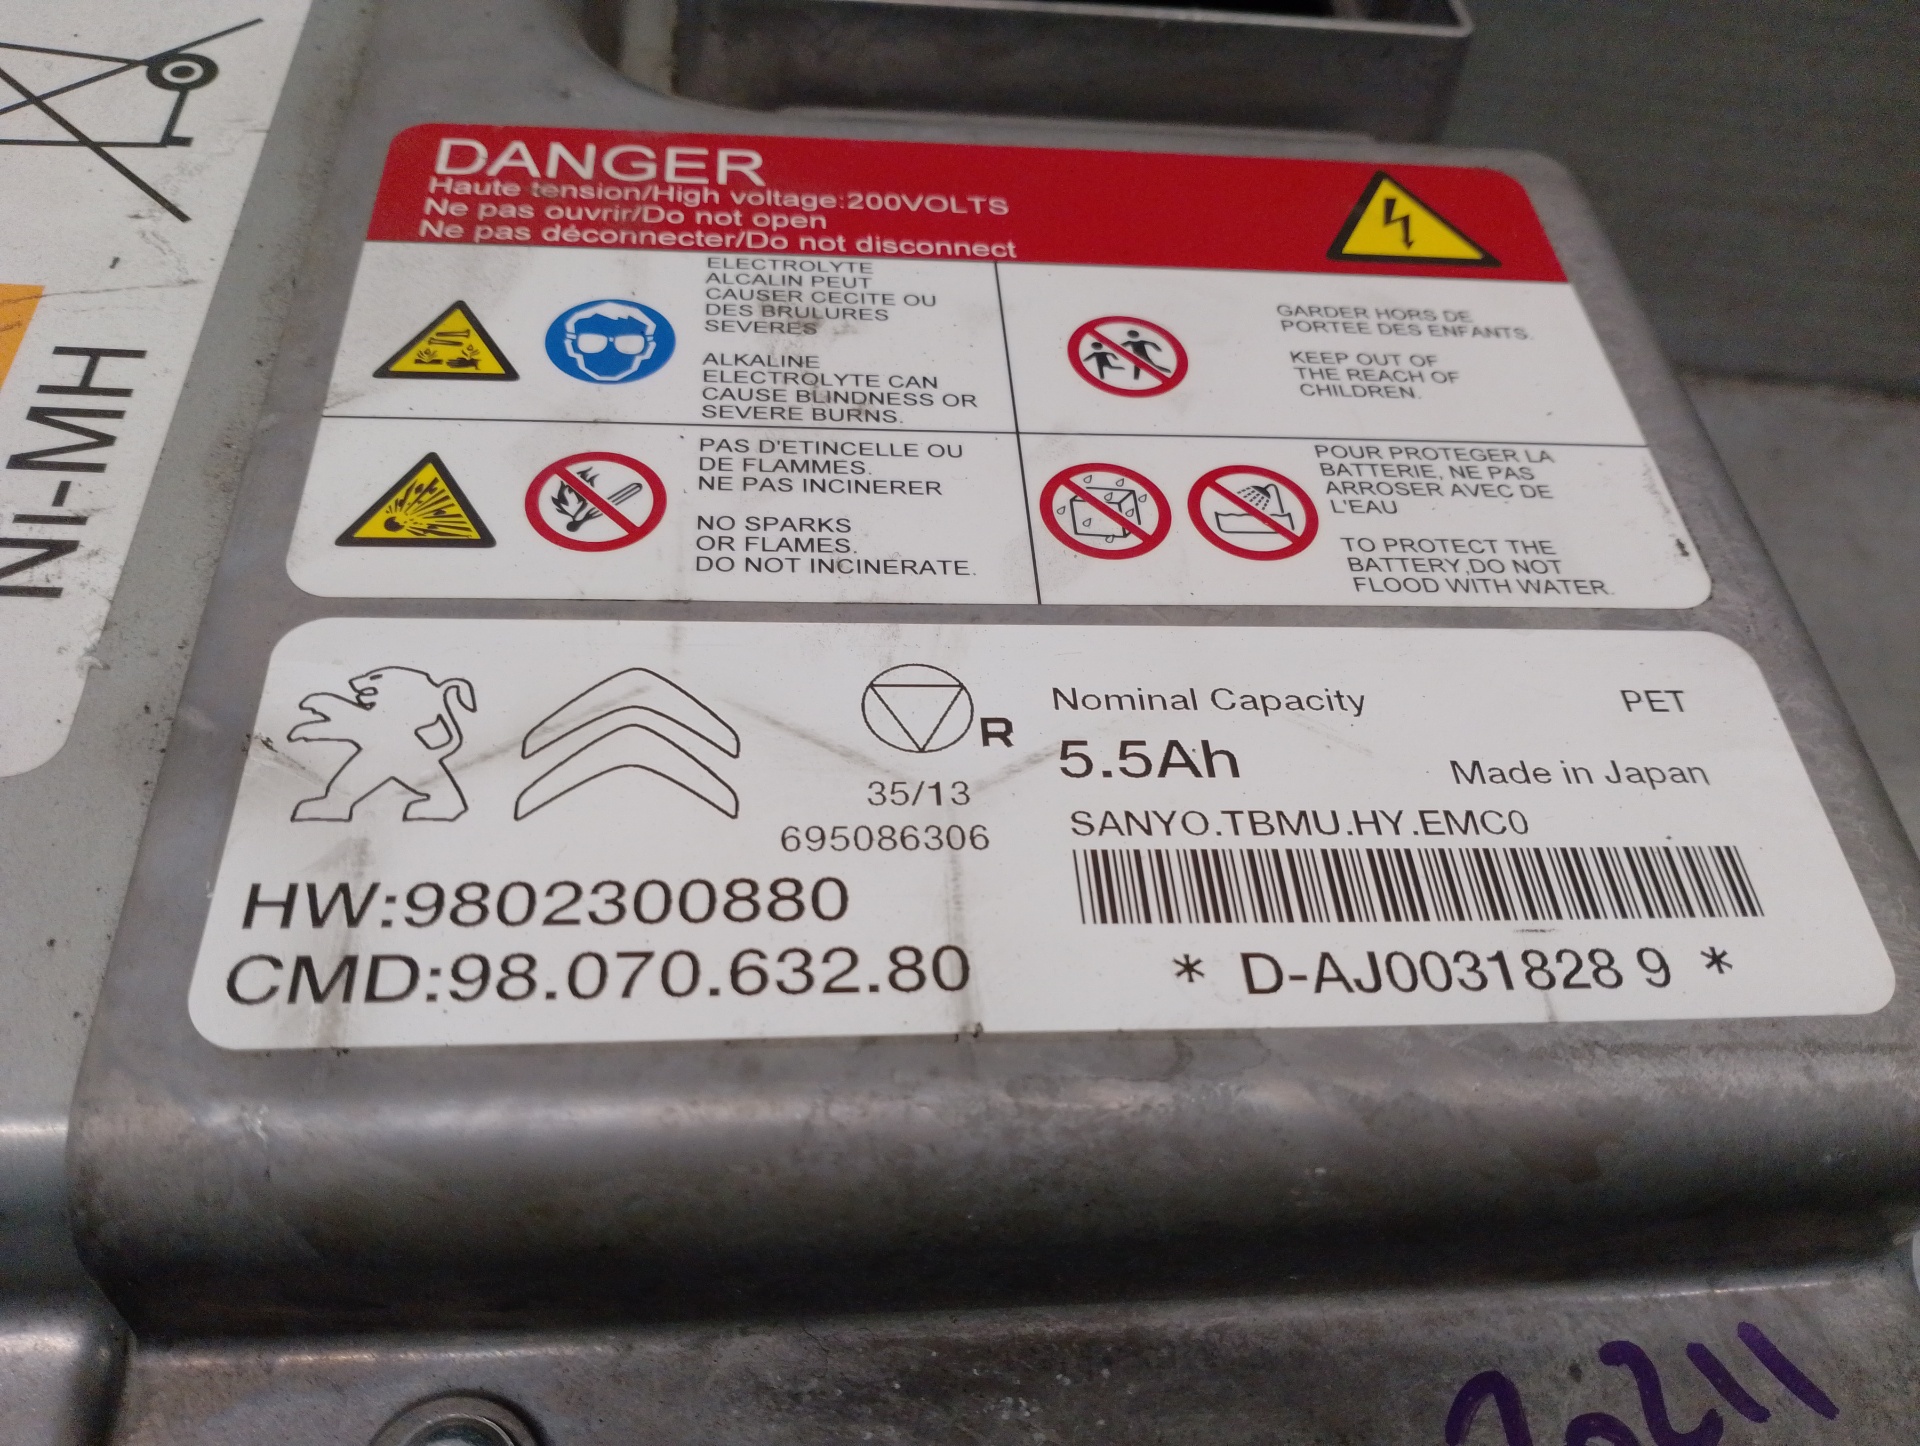 NI-MH
DANGER
Haute tension/High voltage:200VOLTS
Ne pas ouvrir/Do not open
Ne pas déconnecter/Do not disconnect
ELECTROLYTE
ALCALIN PEUT
CAUSER CECITE OU
DES BRULURES
SEVERES
ALKALINE
ELECTROLYTE CAN
CAUSE BLINDNESS OR
SEVERE BURNS.
GARDER HORS DE
PORTEE DES ENFANTS.
KEEP OUT OF
THE REACH OF
CHILDREN.
PAS D'ETINCELLE OU
DE FLAMMES.
NE PAS INCINERER
NO SPARKS
OR FLAMES.
DO NOT INCINERATE.
POUR PROTEGER LA
BATTERIE, NE PAS
ARROSER AVEC DE
L'EAU
TO PROTECT THE
BATTERY,DO NOT
FLOOD WITH WATER.
R
35/13
695086306
HW:9802300880
CMD:98.070.632.80
Nominal Capacity
PET
5.5Ah
Made in Japan
SANYO.TBMU.HY.EMC0
* D-AJ0031828 9 *